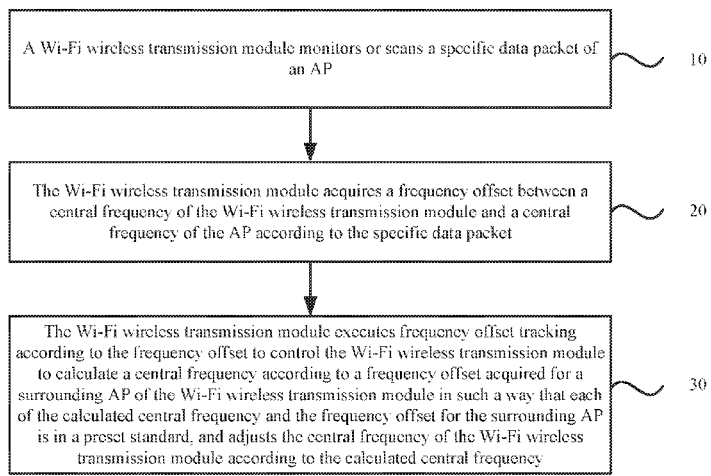 A Wi-Fi wireless transmission module monitors or scans a specific data packet of
an AP
10
The Wi-Fi wireless transmission module acquires a frequency offset between a
central frequency of the Wi-Fi wireless transmission module and a central
frequency of the AP according to the specific data packet
20
The Wi-Fi wireless transmission module executes frequency offset tracking
according to the frequency offset to control the Wi-Fi wireless transmission module
to calculate a central frequency according to a frequency offset acquired for a
surrounding AP of the Wi-Fi wireless transmission module in such a way that each
of the calculated central frequency and the frequency offset for the surrounding AP
is in a preset standard, and adjusts the central frequency of the Wi-Fi wireless
transmission module according to the calculated central frequency
30